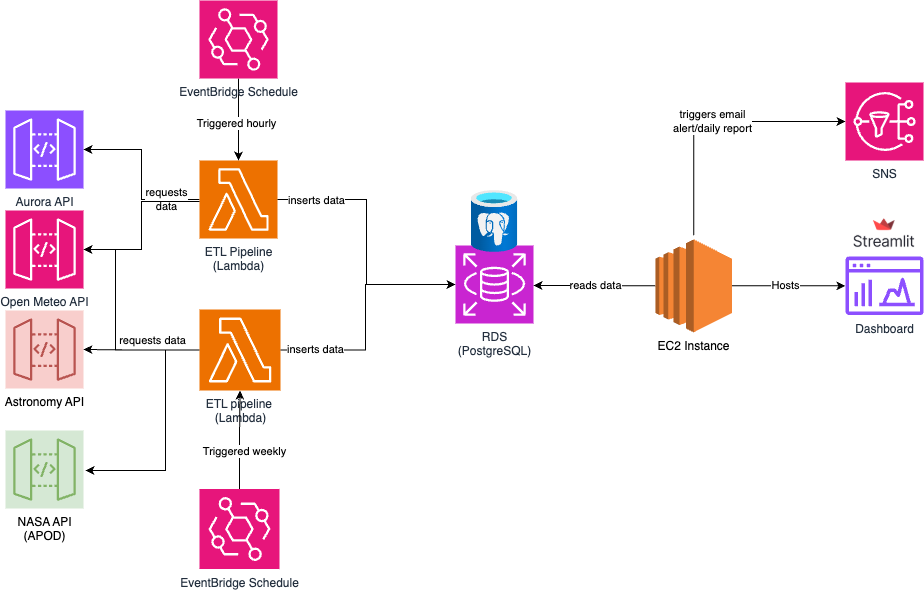 EventBridge Schedule
Triggered hourly
</>
Aurora API
requests
data
ETL Pipeline
(Lambda)
inserts data
</>
Open Meteo API
</>
Astronomy API
requests data
ETL pipeline
(Lambda)
inserts data
</>
NASA API
(APOD)
Triggered weekly
EventBridge Schedule
RDS
(PostgreSQL)
reads data
EC2 Instance
triggers email
alert/daily report
SNS
Streamlit
Hosts
Dashboard